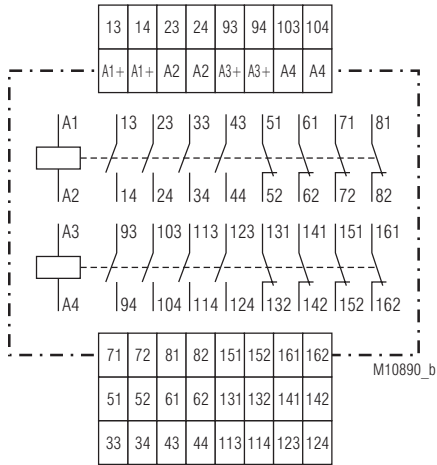 13 14 23 24 93 94 103 104
A1+ A1+ A2 A2 A3+ A3+ A4 A4
A1 13 23 33 43 51 61 71 81
A2 14 24 34 44 52 62 72 82
A3 93 103 113 123 131 141 151 161
A4 94 104 114 124 132 142 152 162
71 72 81 82 151 152 161 162
M10890_b
51 52 61 62 131 132 141 142
33 34 43 44 113 114 123 124